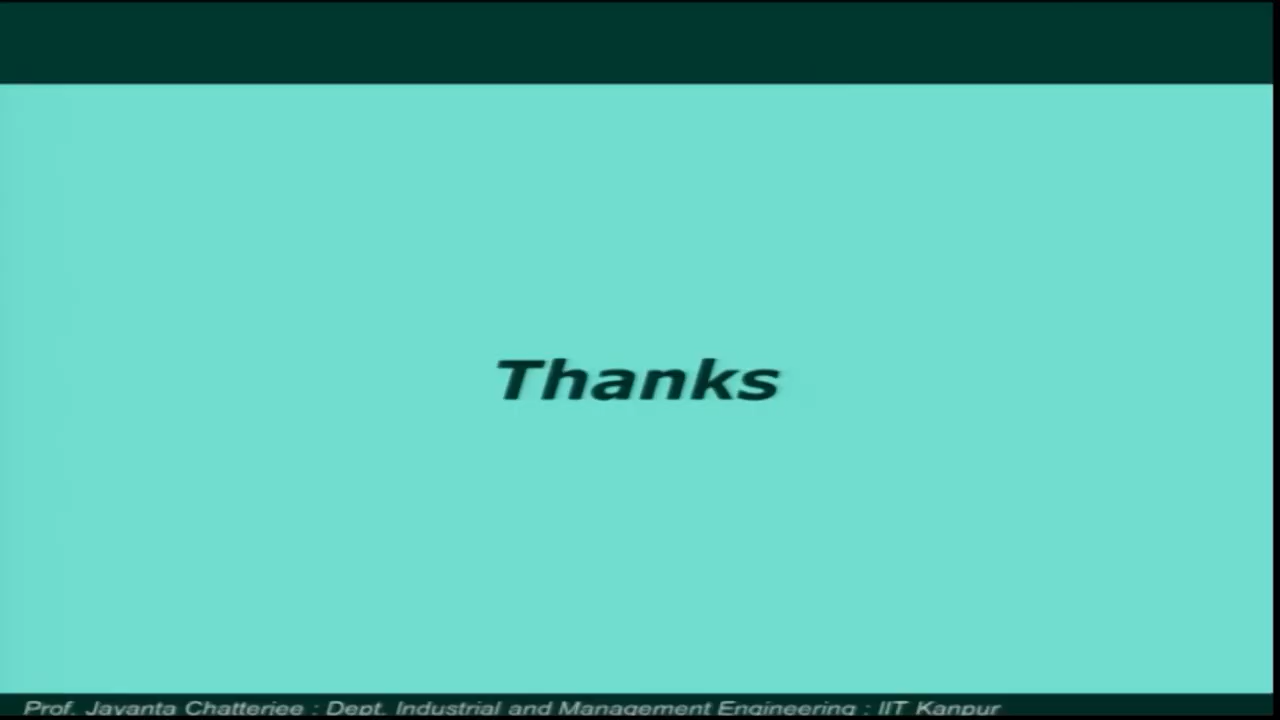 Thanks
Prof. Jayanta Chatterjee : Dept. Industrial and Management Engineering : IIT Kanpur